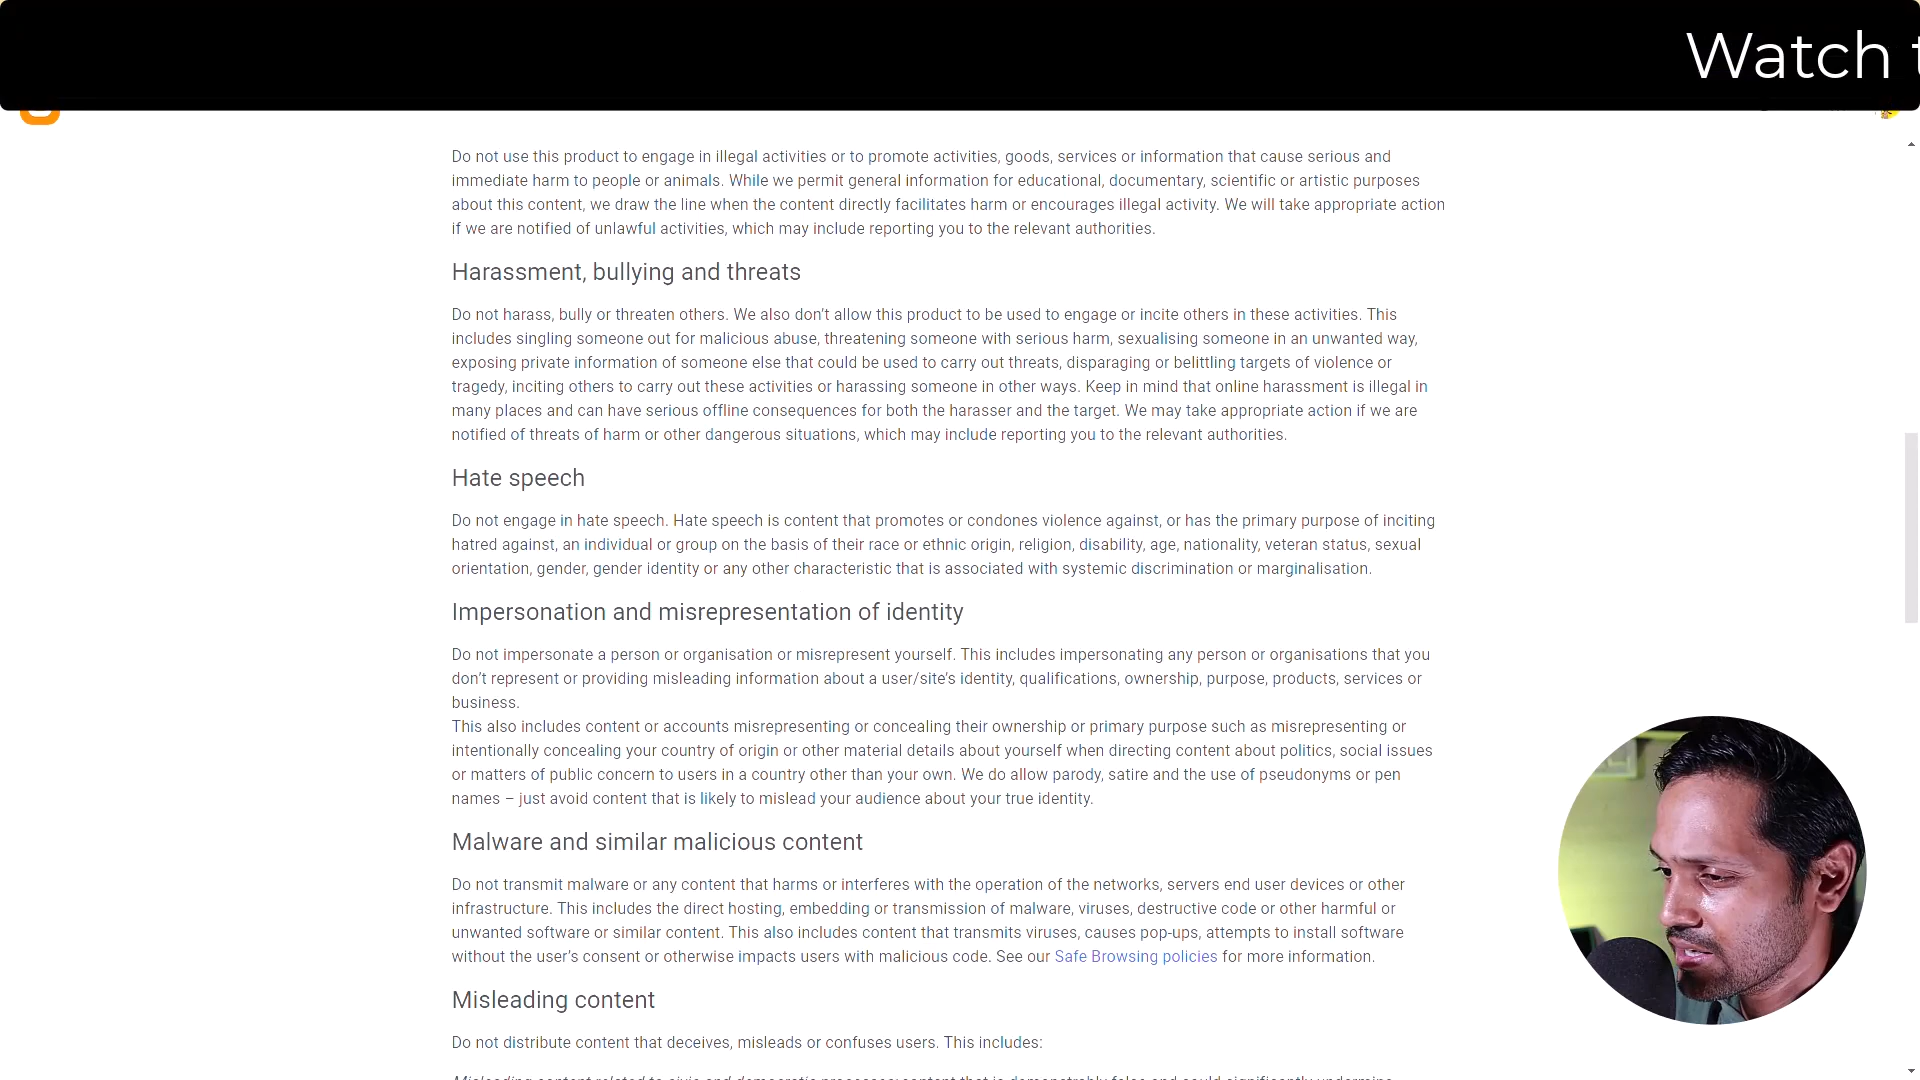 Watch
Do not use this product to engage in illegal activities or to promote activities, goods, services or information that cause serious and
immediate harm to people or animals. While we permit general information for educational, documentary, scientific or artistic purposes
about this content, we draw the line when the content directly facilitates harm or encourages illegal activity. We will take appropriate action
if we are notified of unlawful activities, which may include reporting you to the relevant authorities.
Harassment, bullying and threats
Do not harass, bully or threaten others. We also don’t allow this product to be used to engage or incite others in these activities. This
includes singling someone out for malicious abuse, threatening someone with serious harm, sexualising someone in an unwanted way,
exposing private information of someone else that could be used to carry out threats, disparaging or belittling targets of violence or
tragedy, inciting others to carry out these activities or harassing someone in other ways. Keep in mind that online harassment is illegal in
many places and can have serious offline consequences for both the harasser and the target. We may take appropriate action if we are
notified of threats of harm or other dangerous situations, which may include reporting you to the relevant authorities.
Hate speech
Do not engage in hate speech. Hate speech is content that promotes or condones violence against, or has the primary purpose of inciting
hatred against, an individual or group on the basis of their race or ethnic origin, religion, disability, age, nationality, veteran status, sexual
orientation, gender, gender identity or any other characteristic that is associated with systemic discrimination or marginalisation.
Impersonation and misrepresentation of identity
Do not impersonate a person or organisation or misrepresent yourself. This includes impersonating any person or organisations that you
don’t represent or providing misleading information about a user/site’s identity, qualifications, ownership, purpose, products, services or
business.
This also includes content or accounts misrepresenting or concealing their ownership or primary purpose such as misrepresenting or
intentionally concealing your country of origin or other material details about yourself when directing content about politics, social issues
or matters of public concern to users in a country other than your own. We do allow parody, satire and the use of pseudonyms or pen
names – just avoid content that is likely to mislead your audience about your true identity.
Malware and similar malicious content
Do not transmit malware or any content that harms or interferes with the operation of the networks, servers end user devices or other
infrastructure. This includes the direct hosting, embedding or transmission of malware, viruses, destructive code or other harmful or
unwanted software or similar content. This also includes content that transmits viruses, causes pop-ups, attempts to install software
without the user’s consent or otherwise impacts users with malicious code. See our Safe Browsing policies for more information.
Misleading content
Do not distribute content that deceives, misleads or confuses users. This includes: